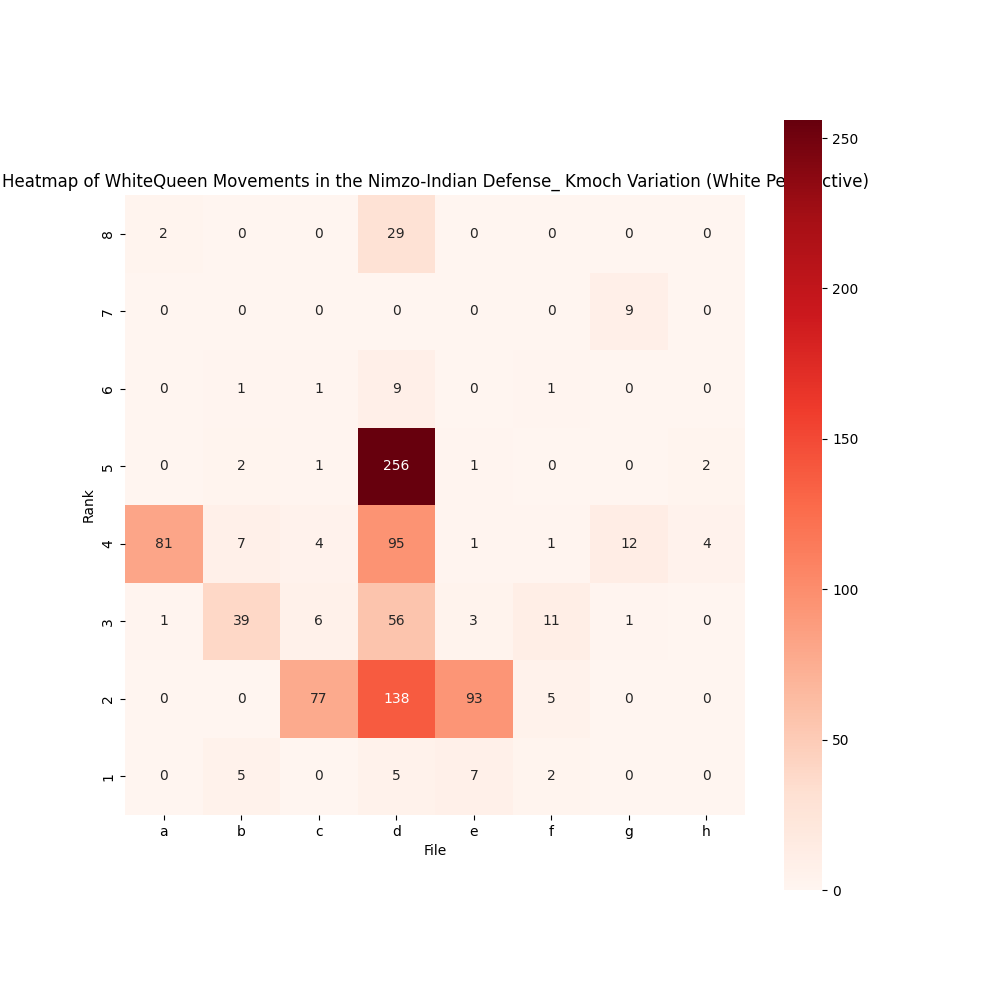 Heatmap of WhiteQueen Movements in the Nimzo-Indian Defense_ Kmoch Variation (White Pe ctive)
8 2 0 0 29 0 0 0 0
7 0 0 0 0 0 0 9 0
6 0 1 1 9 0 1 0 0
5 0 2 1 256 1 0 0 2
4 81 7 4 95 1 1 12 4
3 1 39 6 56 3 11 1 0
2 0 0 77 138 93 5 0 0
1 0 5 0 5 7 2 0 0
a b c d e f g h
File
Rank
250
200
150
100
50
0